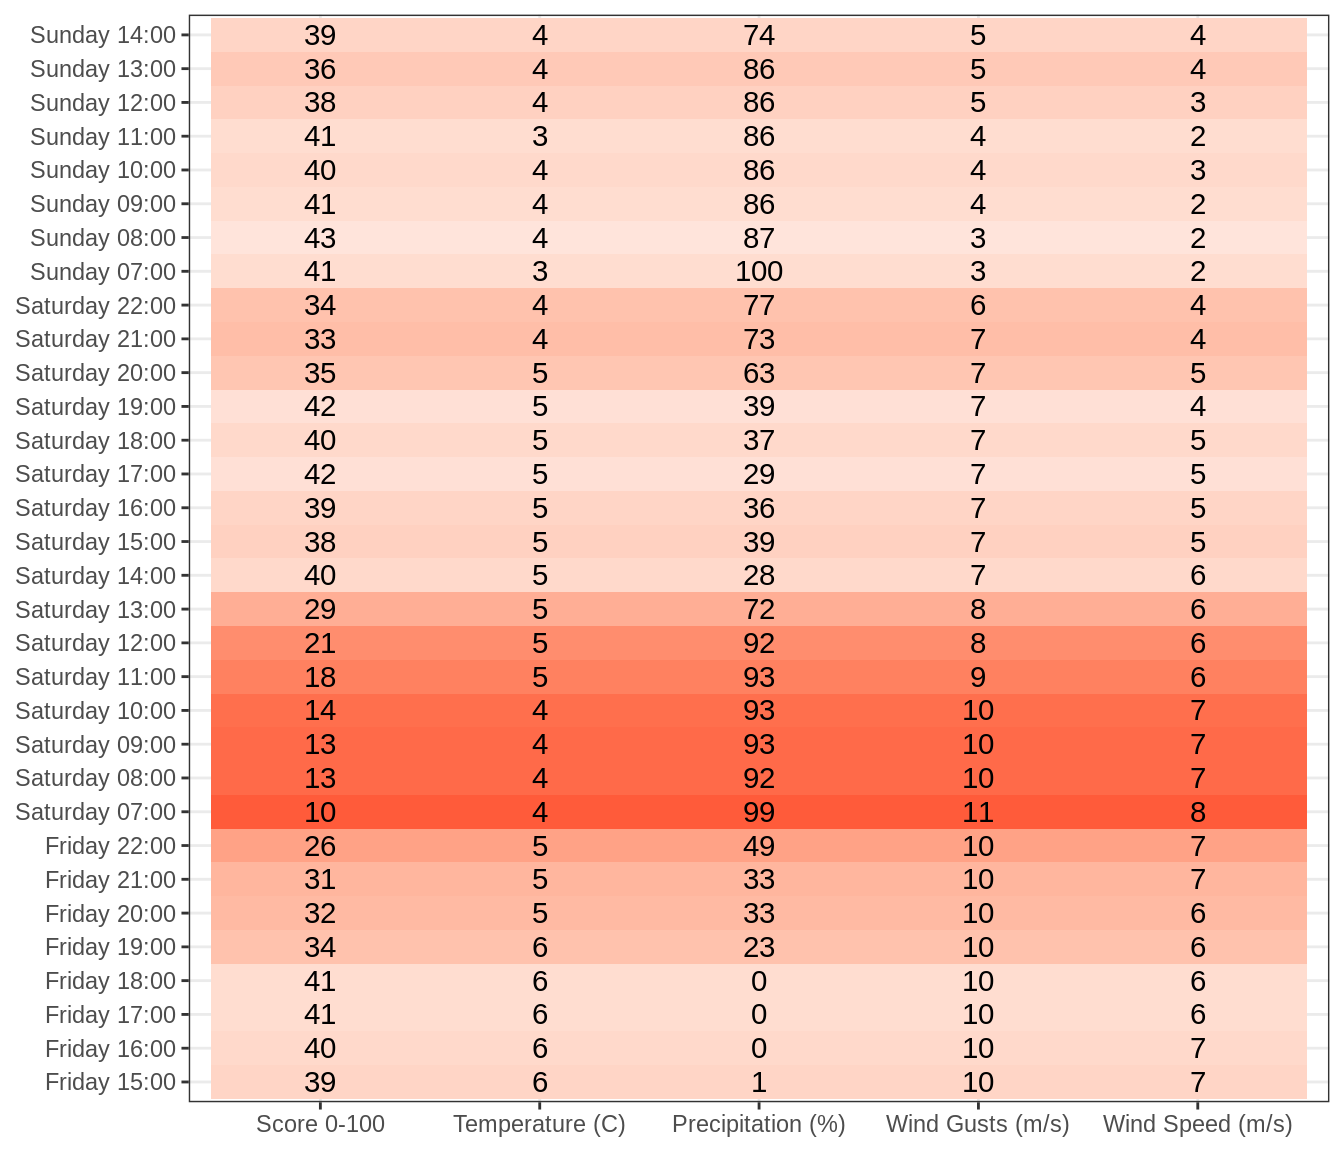 Sunday 14:00 39 4 74 5 4
Sunday 13:00 36 4 86 5 4
Sunday 12:00 38 4 86 5 3
Sunday 11:00 41 3 86 4 2
Sunday 10:00 40 4 86 4 3
Sunday 09:00 41 4 86 4 2
Sunday 08:00 43 4 87 3 2
Sunday 07:00 41 3 100 3 2
Saturday 22:00 34 4 77 6 4
Saturday 21:00 33 4 73 7 4
Saturday 20:00 35 5 63 7 5
Saturday 19:00 42 5 39 7 4
Saturday 18:00 40 5 37 7 5
Saturday 17:00 42 5 29 7 5
Saturday 16:00 39 5 36 7 5
Saturday 15:00 38 5 39 7 5
Saturday 14:00 40 5 28 7 6
Saturday 13:00 29 5 72 8 6
Saturday 12:00 21 5 92 8 6
Saturday 11:00 18 5 93 9 6
Saturday 10:00 14 4 93 10 7
Saturday 09:00 13 4 93 10 7
Saturday 08:00 13 4 92 10 7
Saturday 07:00 10 4 99 11 8
Friday 22:00 26 5 49 10 7
Friday 21:00 31 5 33 10 7
Friday 20:00 32 5 33 10 6
Friday 19:00 34 6 23 10 6
Friday 18:00 41 6 0 10 6
Friday 17:00 41 6 0 10 6
Friday 16:00 40 6 0 10 7
Friday 15:00 39 6 1 10 7
Score 0-100 Temperature (C) Precipitation (%) Wind Gusts (m/s) Wind Speed (m/s)